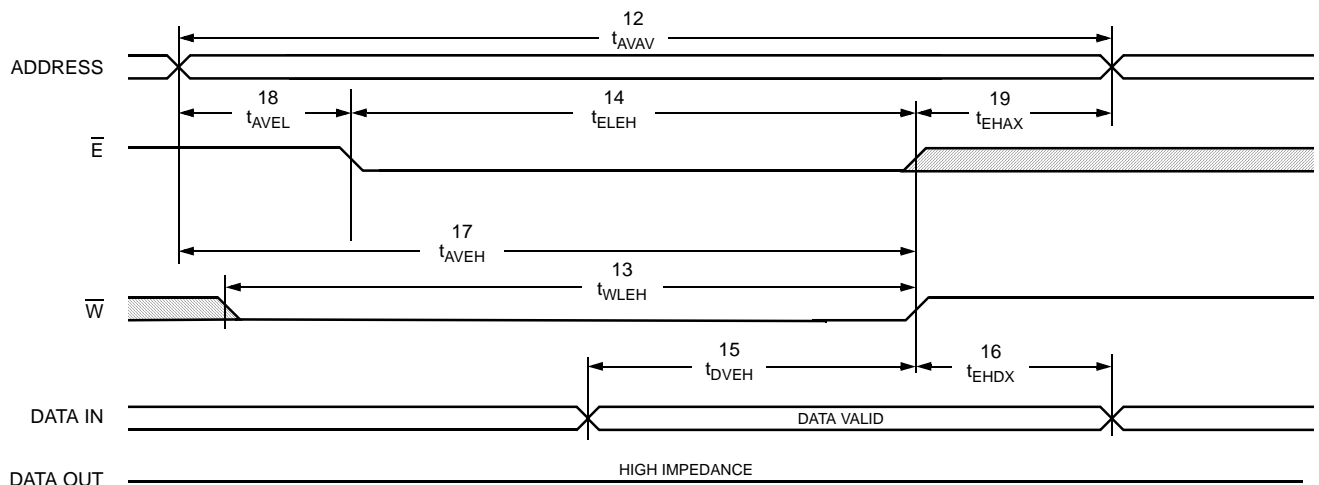 12
tAVAV
ADDRESS
18
tAVEL
14
tELEH
19
tEHAX
E
17
tAVEH
13
tWLEH
W
15
tDVEH
16
tEHDX
DATA IN
DATA VALID
DATA OUT
HIGH IMPEDANCE